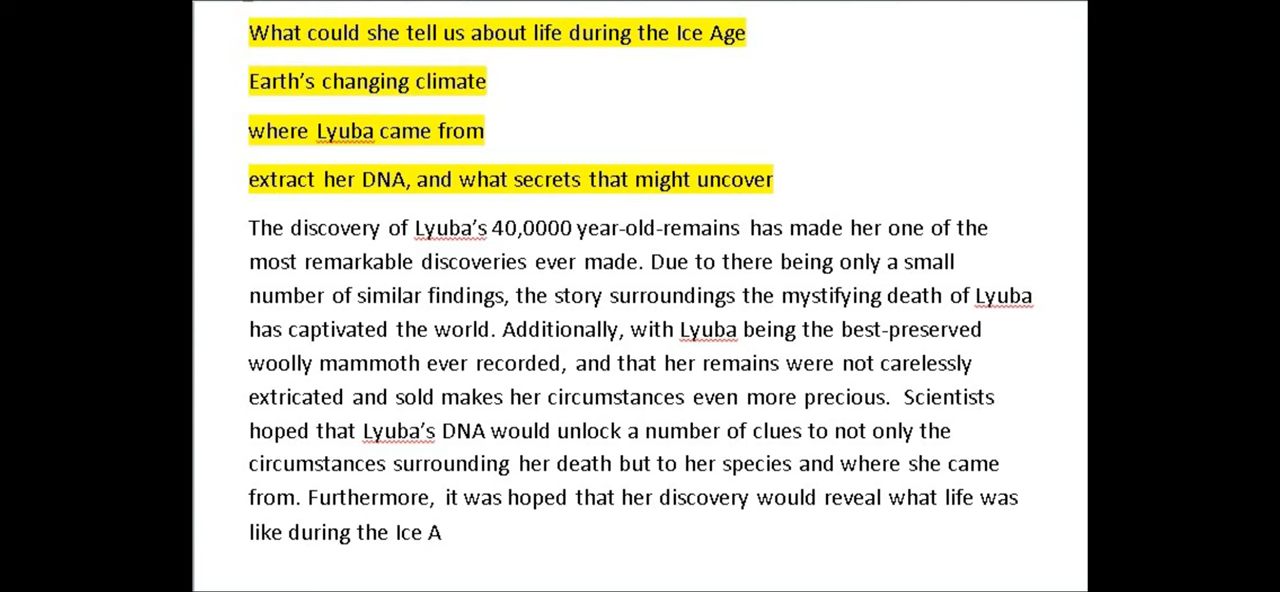 What could she tell us about life during the Ice Age
Earth's changing climate
where Lyuba came from
extract her DNA, and what secrets that might uncover
The discovery of Lyuba's 40,0000 year-old-remains has made her one of the
most remarkable discoveries ever made. Due to there being only a small
number of similar findings, the story surroundings the mystifying death of Lyuba
has captivated the world. Additionally, with Lyuba being the best-preserved
woolly mammoth ever recorded, and that her remains were not carelessly
extricated and sold makes her circumstances even more precious.  Scientists
hoped that Lyuba's DNA would unlock a number of clues to not only the
circumstances surrounding her death but to her species and where she came
from. Furthermore, it was hoped that her discovery would reveal what life was
like during the Ice A